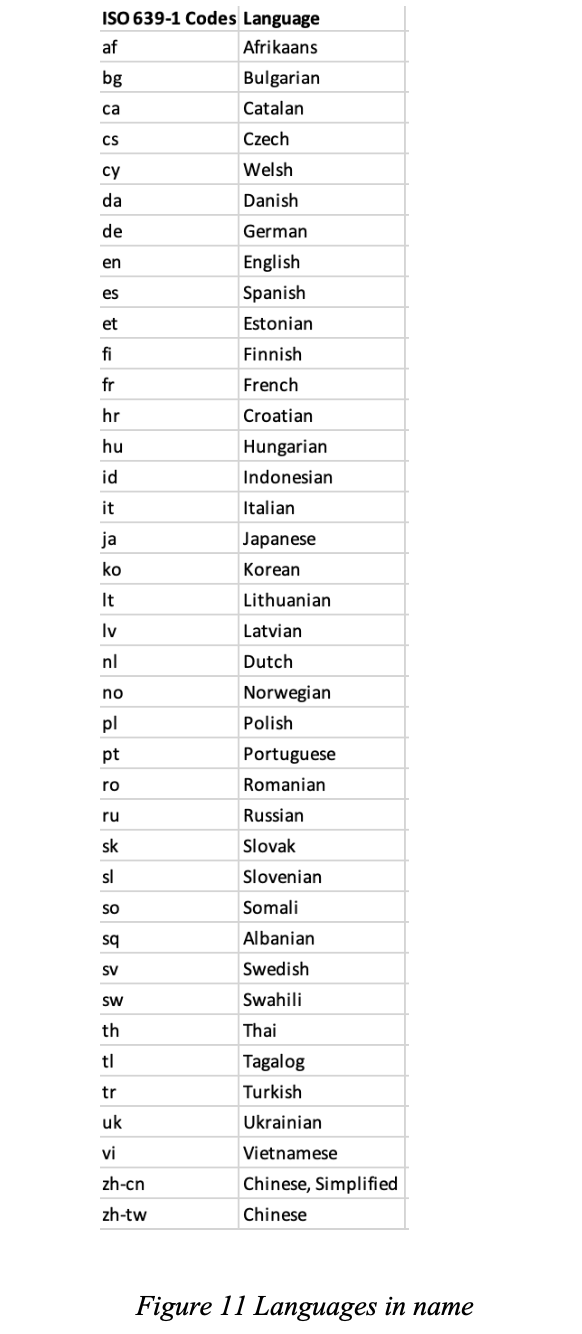 ISO 639-1 Codes Language
af Afrikaans
bg Bulgarian
ca Catalan
cs Czech
cy Welsh
da Danish
de German
en English
es Spanish
et Estonian
fi Finnish
fr French
hr Croatian
hu Hungarian
id Indonesian
it Italian
ja Japanese
ko Korean
lt Lithuanian
lv Latvian
nl Dutch
no Norwegian
pl Polish
pt Portuguese
ro Romanian
ru Russian
sk Slovak
sl Slovenian
so Somali
sq Albanian
sv Swedish
sw Swahili
th Thai
tl Tagalog
tr Turkish
uk Ukrainian
vi Vietnamese
zh-cn Chinese, Simplified
zh-tw Chinese
Figure 11 Languages in name